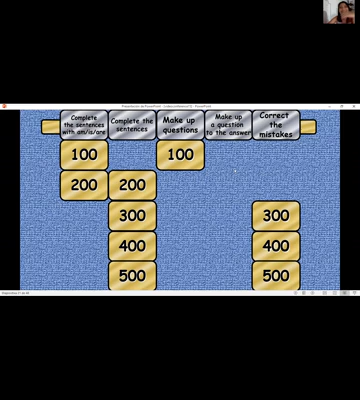 Complete
the sentences
with am/is/are
Complete the
sentences
Make up
questions
Make up
a question
to the answer
Correct
the
mistakes
100
100
200
200
300
300
400
400
500
500